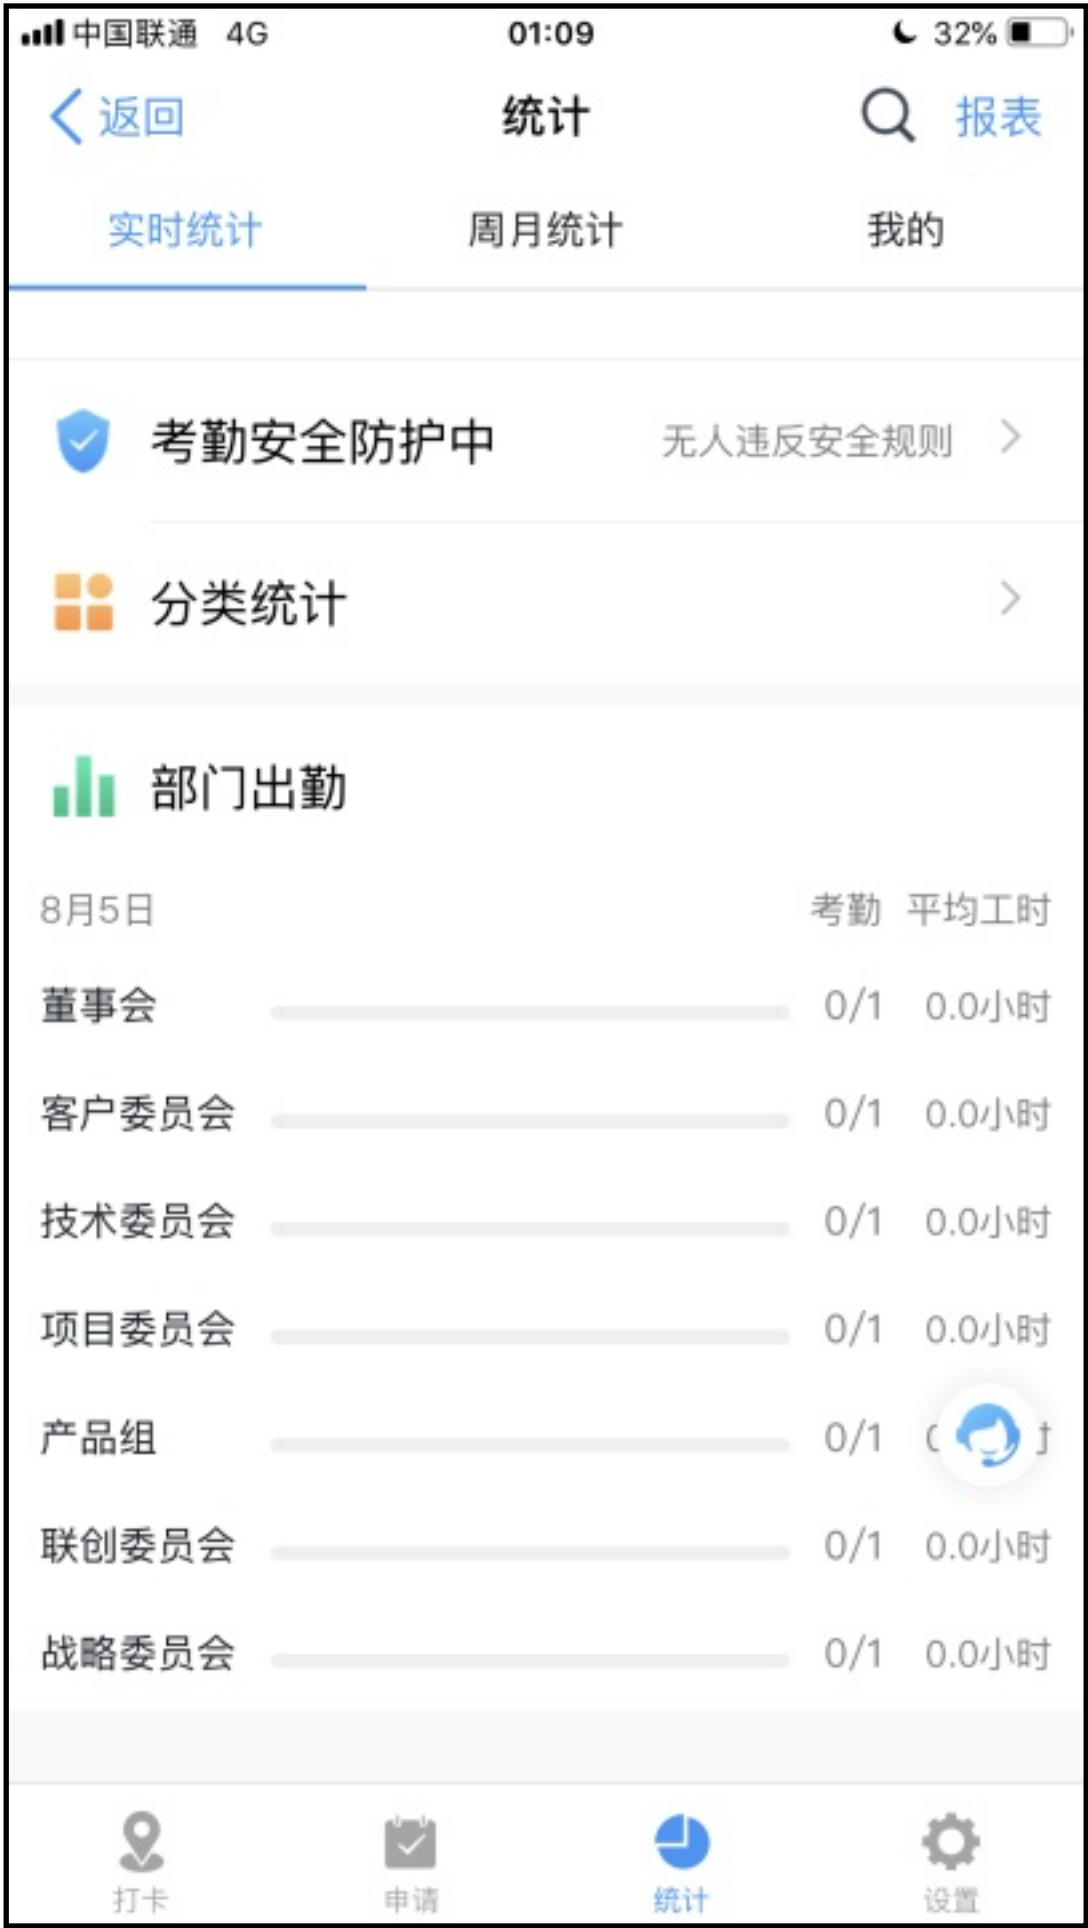 中国联通 4G 01:09 32%
返回 统计 报表
实时统计 周月统计 我的
考勤安全防护中 无人违反安全规则
分类统计
部门出勤
8月5日 考勤 平均工时
董事会 0/1 0.0小时
客户委员会 0/1 0.0小时
技术委员会 0/1 0.0小时
项目委员会 0/1 0.0小时
产品组 0/1
联创委员会 0/1 0.0小时
战略委员会 0/1 0.0小时
打卡 申请 统计 设置